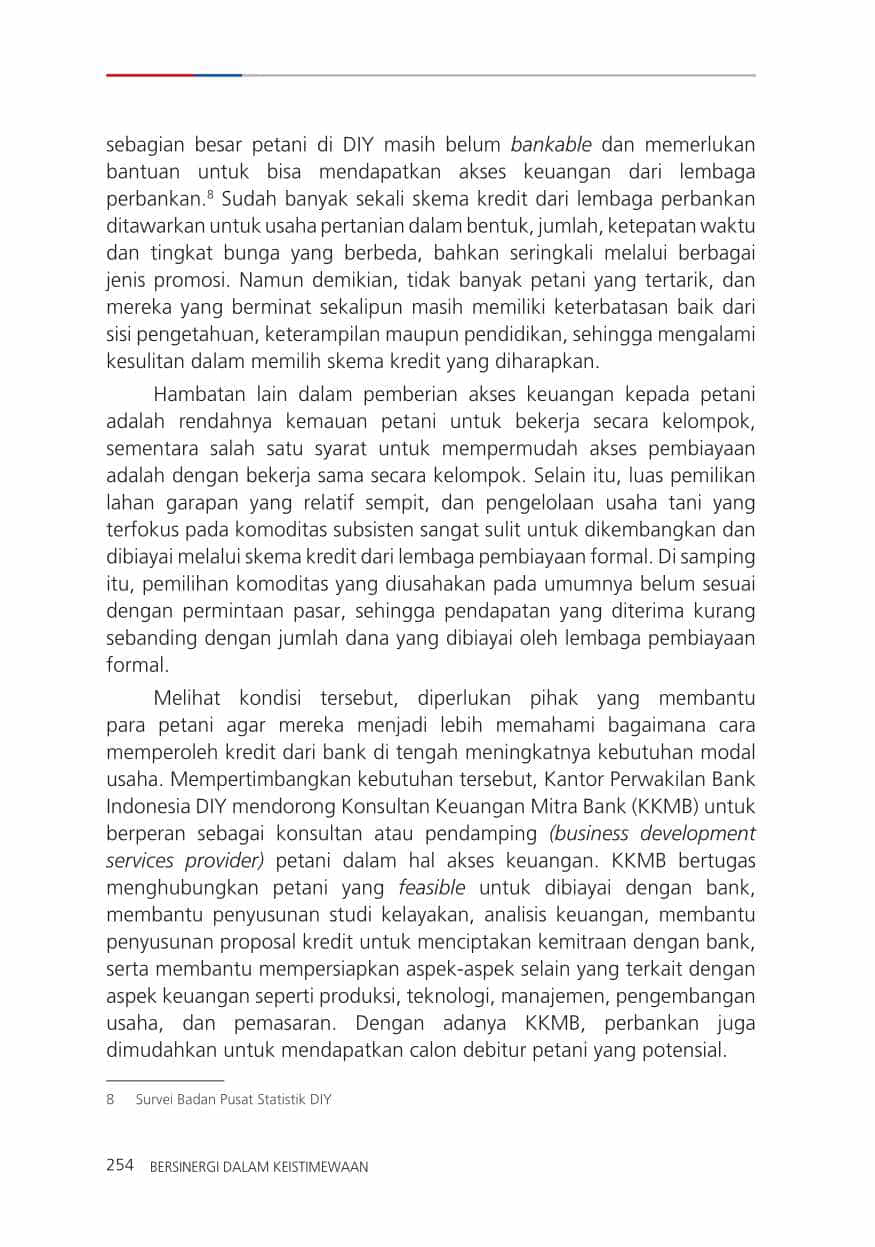 sebagian besar petani di DIY masih belum bankable dan memerlukan
bantuan untuk bisa mendapatkan akses keuangan dari lembaga
perbankan.8 Sudah banyak sekali skema kredit dari lembaga perbankan
ditawarkan untuk usaha pertanian dalam bentuk, jumlah, ketepatan waktu
dan tingkat bunga yang berbeda, bahkan seringkali melalui berbagai
jenis promosi. Namun demikian, tidak banyak petani yang tertarik, dan
mereka yang berminat sekalipun masih memiliki keterbatasan baik dari
sisi pengetahuan, keterampilan maupun pendidikan, sehingga mengalami
kesulitan dalam memilih skema kredit yang diharapkan.
Hambatan lain dalam pemberian akses keuangan kepada petani
adalah rendahnya kemauan petani untuk bekerja secara kelompok,
sementara salah satu syarat untuk mempermudah akses pembiayaan
adalah dengan bekerja sama secara kelompok. Selain itu, luas pemilikan
lahan garapan yang relatif sempit, dan pengelolaan usaha tani yang
terfokus pada komoditas subsisten sangat sulit untuk dikembangkan dan
dibiayai melalui skema kredit dari lembaga pembiayaan formal. Di samping
itu, pemilihan komoditas yang diusahakan pada umumnya belum sesuai
dengan permintaan pasar, sehingga pendapatan yang diterima kurang
sebanding dengan jumlah dana yang dibiayai oleh lembaga pembiayaan
formal.
Melihat kondisi tersebut, diperlukan pihak yang membantu
para petani agar mereka menjadi lebih memahami bagaimana cara
memperoleh kredit dari bank di tengah meningkatnya kebutuhan modal
usaha. Mempertimbangkan kebutuhan tersebut, Kantor Perwakilan Bank
Indonesia DIY mendorong Konsultan Keuangan Mitra Bank (KKMB) untuk
berperan sebagai konsultan atau pendamping (business development
services provider) petani dalam hal akses keuangan. KKMB bertugas
menghubungkan petani yang feasible untuk dibiayai dengan bank,
membantu penyusunan studi kelayakan, analisis keuangan, membantu
penyusunan proposal kredit untuk menciptakan kemitraan dengan bank,
serta membantu mempersiapkan aspek-aspek selain yang terkait dengan
aspek keuangan seperti produksi, teknologi, manajemen, pengembangan
usaha, dan pemasaran. Dengan adanya KKMB, perbankan juga
dimudahkan untuk mendapatkan calon debitur petani yang potensial.
8 Survei Badan Pusat Statistik DIY
254 BERSINERGI DALAM KEISTIMEWAAN